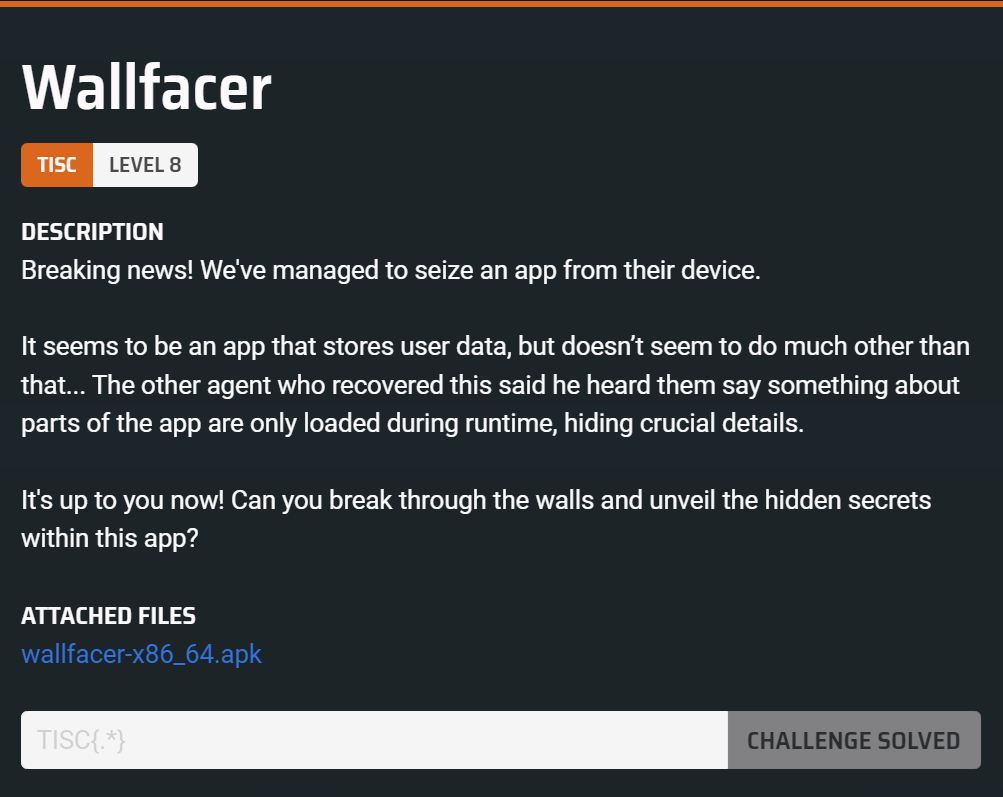 Wallfacer
TISC LEVEL 8
DESCRIPTION
Breaking news! We've managed to seize an app from their device.
It seems to be an app that stores user data, but doesn’t seem to do much other than
that... The other agent who recovered this said he heard them say something about
parts of the app are only loaded during runtime, hiding crucial details.
It's up to you now! Can you break through the walls and unveil the hidden secrets
within this app?
ATTACHED FILES
wallfacer-x86_64.apk
TISC{.*} CHALLENGE SOLVED